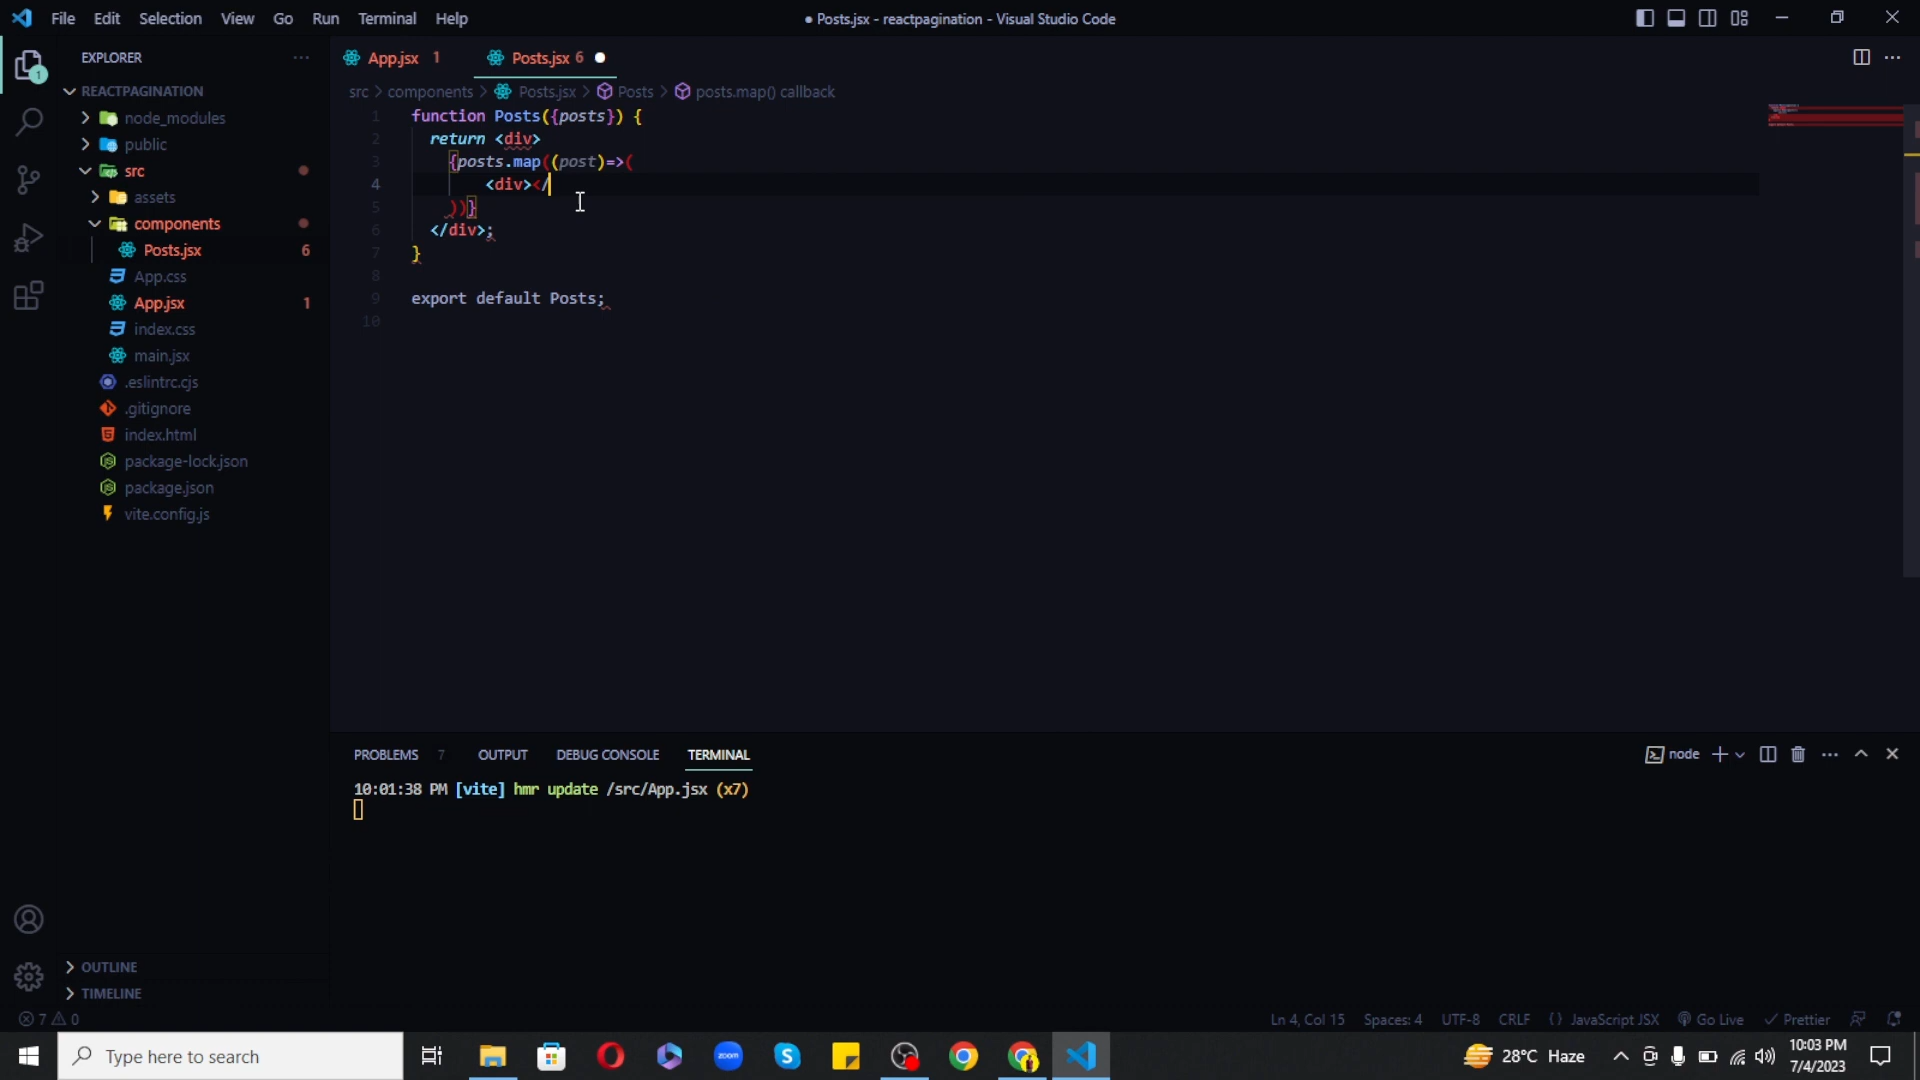 File Edit Selection View Go Run Terminal Help
● Posts.jsx - reactpagination - Visual Studio Code
EXPLORER
REACTPAGINATION
node_modules
public
src
assets
components
Posts.jsx 6
App.css
App.jsx 1
index.css
main.jsx
.eslintrc.cjs
.gitignore
index.html
package-lock.json
package.json
vite.config.js
OUTLINE
TIMELINE
1
App.jsx 1
Posts.jsx 6
src > components > Posts.jsx > Posts > posts.map() callback
1 function Posts({posts}) {
2 return <div>
3 {posts.map((post)=>(
4 <div></
5 ))}
6 </div>;
7 }
8
9 export default Posts;
10
PROBLEMS 7 OUTPUT DEBUG CONSOLE TERMINAL
node
10:01:38 PM [vite] hmr update /src/App.jsx (x7)
7 0
Ln 4, Col 15 Spaces: 4 UTF-8 CRLF {} JavaScript JSX Go Live Prettier
Type here to search
zoom
28°C Haze
10:03 PM
7/4/2023